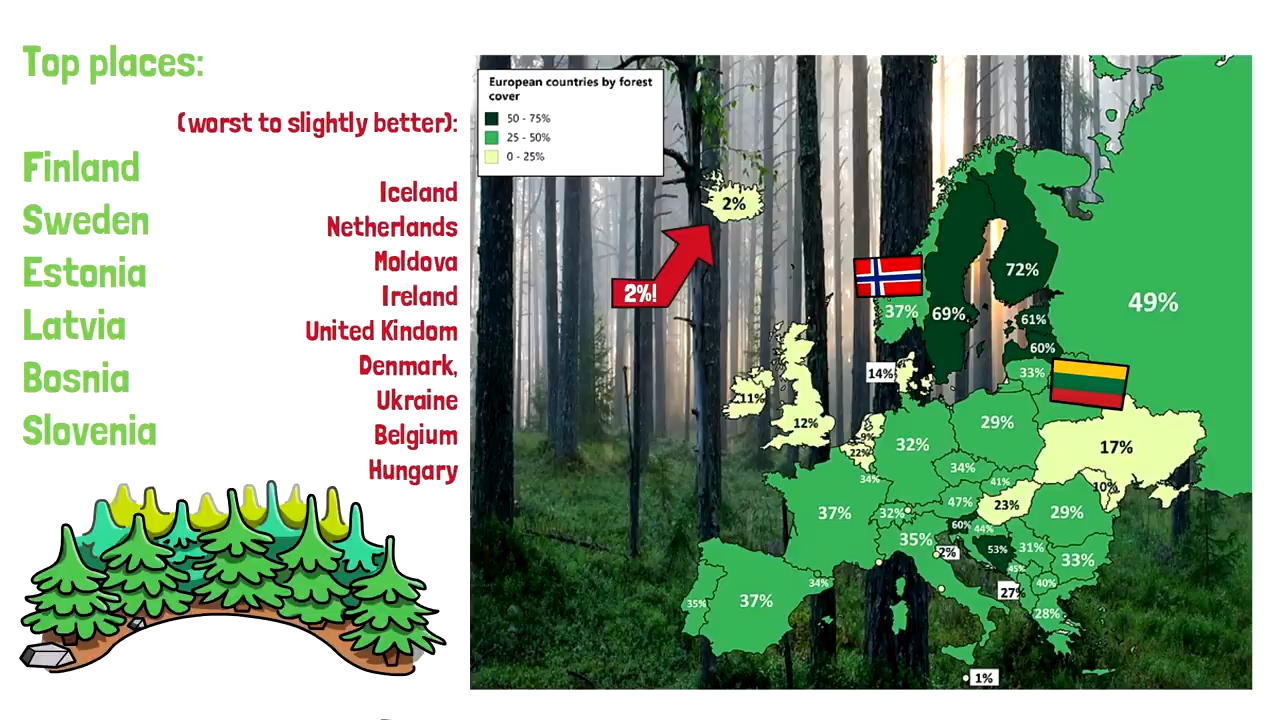 Top places:
(worst to slightly better):
Finland
Sweden
Estonia
Latvia
Bosnia
Slovenia
Iceland
Netherlands
Moldova
Ireland
United Kindom
Denmark,
Ukraine
Belgium
Hungary
European countries by forest
cover
50 - 75%
25 - 50%
0 - 25%
2%
2%!
72%
49%
37%
69%
61%
60%
33%
14%
11%
12%
9%
22%
32%
29%
17%
34%
34%
41%
10%
47%
23%
37%
32%
29%
60%
44%
35%
2%
53%
31%
33%
45%
34%
40%
27%
35%
37%
28%
1%